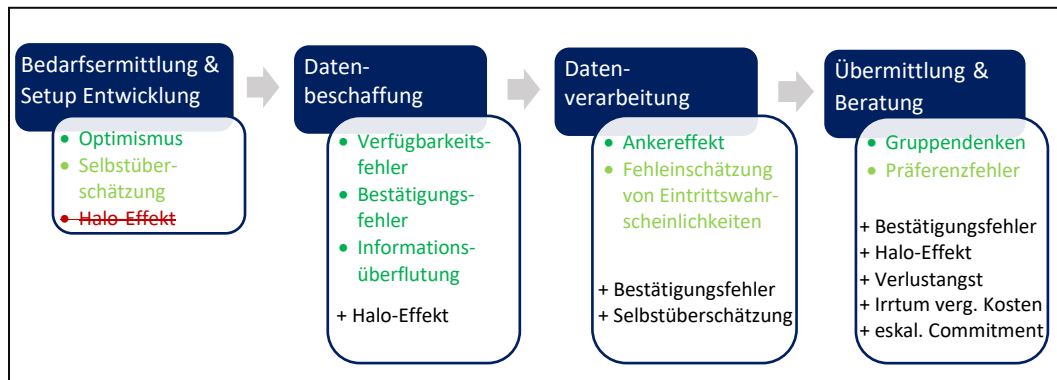 Bedarfsermittlung &
Setup Entwicklung
• Optimismus
• Selbstüber-
schätzung
• Halo-Effekt
Daten-
beschaffung
• Verfügbarkeits-
fehler
• Bestätigungs-
fehler
• Informations-
überflutung
+ Halo-Effekt
Daten-
verarbeitung
• Ankereffekt
• Fehleinschätzung
von Eintrittswahr-
scheinlichkeiten
+ Bestätigungsfehler
+ Selbstüberschätzung
Übermittlung &
Beratung
• Gruppendenken
• Präferenzfehler
+ Bestätigungsfehler
+ Halo-Effekt
+ Verlustangst
+ Irrtum verg. Kosten
+ eskal. Commitment